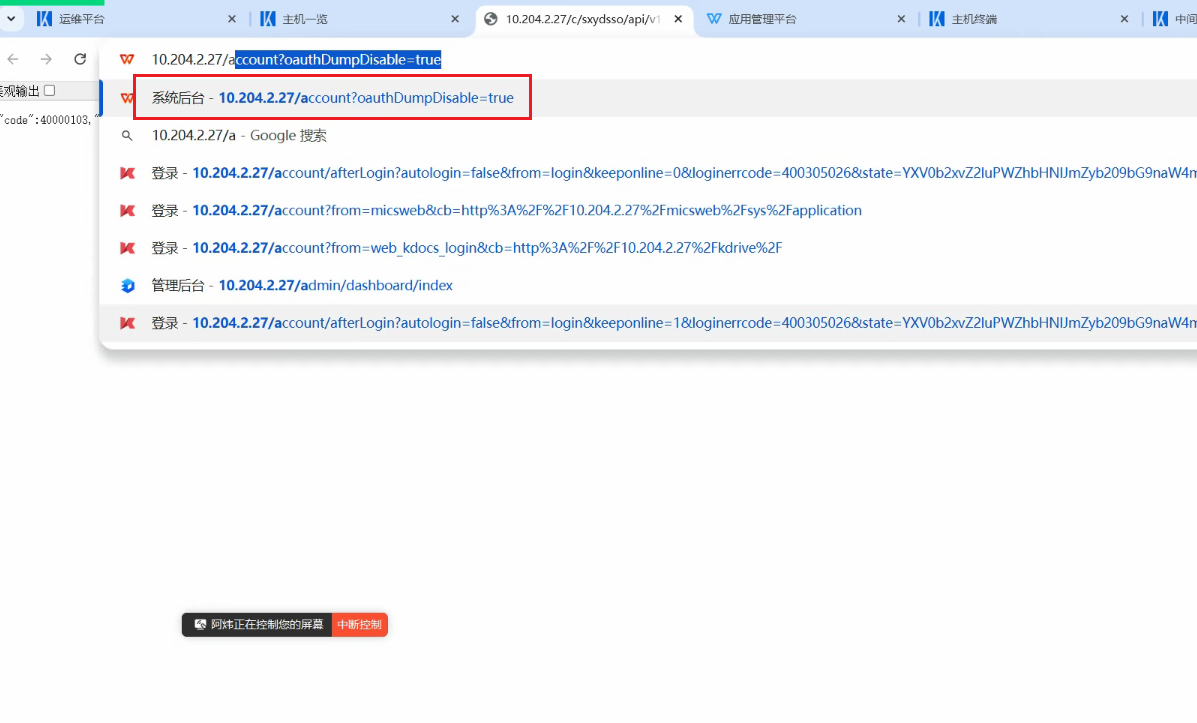 运维平台
主机一览
10.204.2.27/c/sxydsso/api/v1
应用管理平台
主机终端
中间
10.204.2.27/account?oauthDumpDisable=true
美观输出
系统后台 - 10.204.2.27/account?oauthDumpDisable=true
"code":40000103,"
10.204.2.27/a - Google 搜索
登录 - 10.204.2.27/account/afterLogin?autologin=false&from=login&keeponline=0&loginerrcode=400305026&state=
登录 - 10.204.2.27/account?from=micsweb&cb=http%3A%2F%2F10.204.2.27%2Fmicsweb%2Fsys%2Fapplication
登录 - 10.204.2.27/account?from=web_kdocs_login&cb=http%3A%2F%2F10.204.2.27%2Fkdrive%2F
管理后台 - 10.204.2.27/admin/dashboard/index
登录 - 10.204.2.27/account/afterLogin?autologin=false&from=login&keeponline=1&loginerrcode=400305026&state=
阿炜正在控制您的屏幕 中断控制